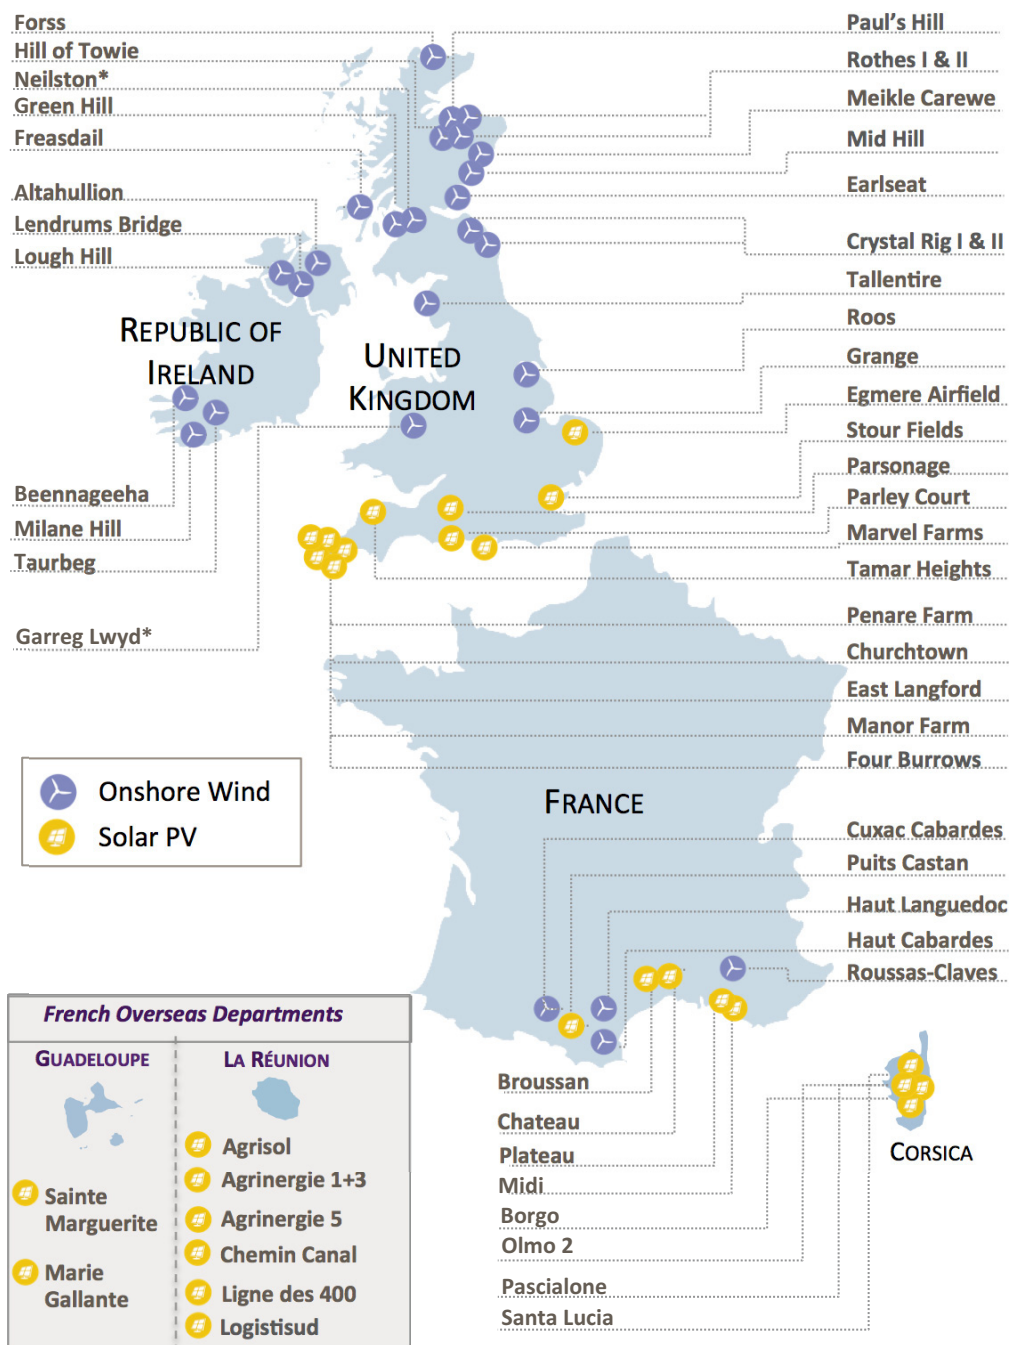 Forss
Hill of Towie
Neilston*
Green Hill
Freasdail
Altahullion
Lendrums Bridge
Lough Hill
Paul's Hill
Rothes I & II
Meikle Carewe
Mid Hill
Earlseat
Crystal Rig I & II
Tallentire
Roos
Grange
Egmere Airfield
Stour Fields
Parsonage
Parley Court
Marvel Farms
Tamar Heights
Penare Farm
Churchtown
East Langford
Manor Farm
Four Burrows
REPUBLIC OF
IRELAND
UNITED
KINGDOM
Beennageeha
Milane Hill
Taurbeg
Garreg Lwyd*
Onshore Wind
Solar PV
FRANCE
Cuxac Cabardes
Puits Castan
Haut Languedoc
Haut Cabardes
Roussas-Claves
Broussan
Chateau
Plateau
Midi
Borgo
Olmo 2
Pascialone
Santa Lucia
CORSICA
French Overseas Departments
GUADELOUPE
Sainte
Marguerite
Marie
Gallante
LA RÉUNION
Agrisol
Agrinergie 1+3
Agrinergie 5
Chemin Canal
Ligne des 400
Logistisud